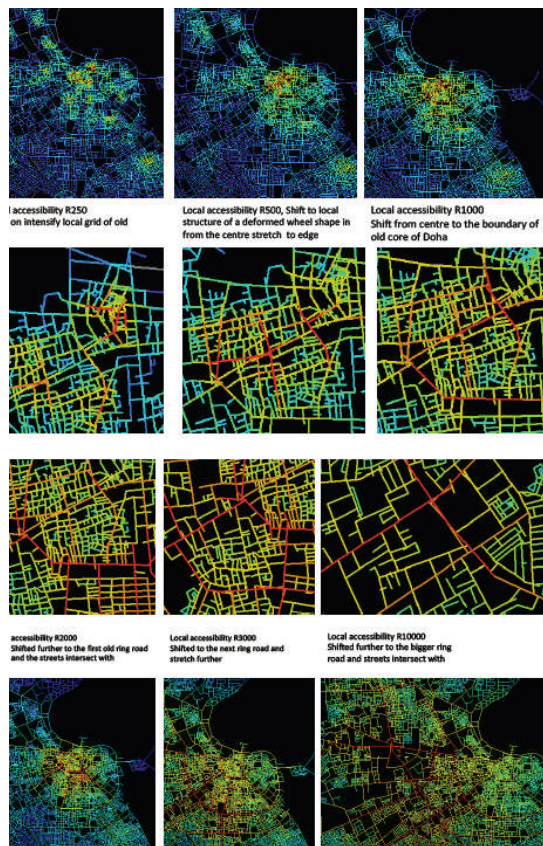 l accessibility R250
on intensify local grid of old
Local accessibility R500, Shift to local
structure of a deformed wheel shape in
from the centre stretch to edge
Local accessibility R1000
Shift from centre to the boundary of
old core of Doha
accessibility R2000
Shifted further to the first old ring road
and the streets intersect with
Local accessibility R3000
Shifted to the next ring road and
stretch further
Local accessibility R10000
Shifted further to the bigger ring
road and streets intersect with